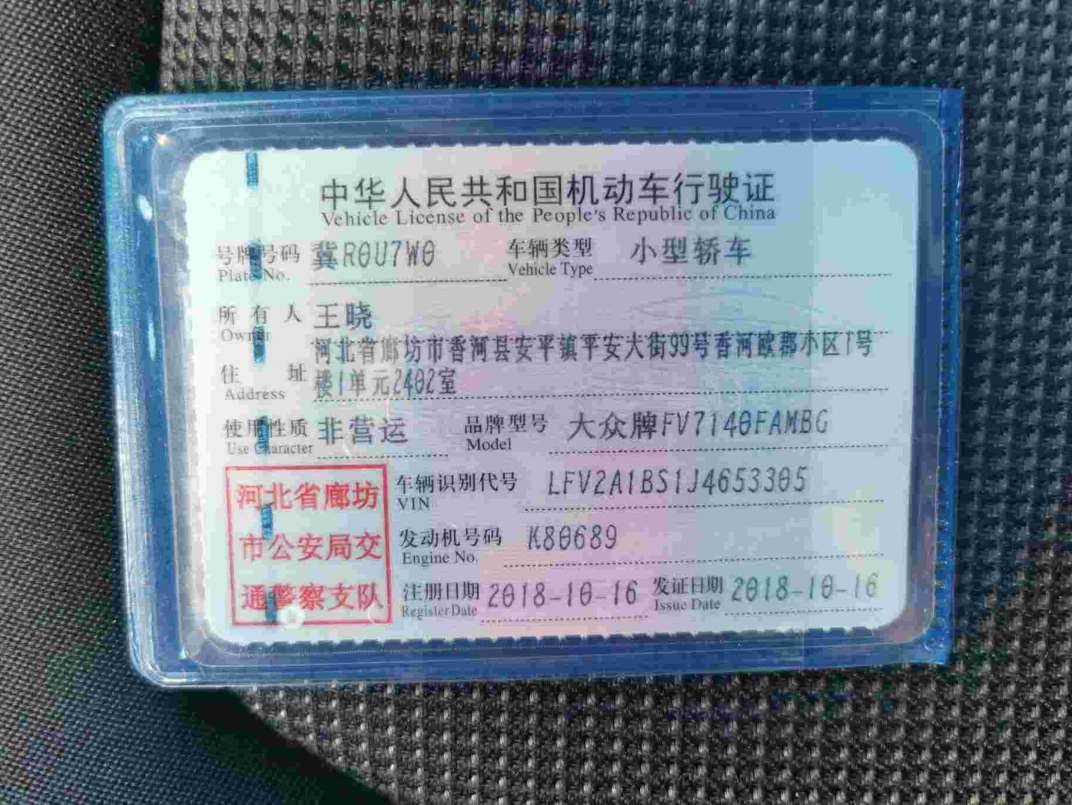 中华人民共和国机动车行驶证
Vehicle License of the People's Republic of China
号牌号码 冀R0U7W0 车辆类型 小型轿车
Plate No. Vehicle Type
所有人 王晓
Owner
河北省廊坊市香河县安平镇平安大街99号香河欧郡小区1号
住址 楼1单元2402室
Address
使用性质 非营运 品牌型号 大众牌FV7140FAMBG
Use Character Model
河北省廊坊
市公安局交
通警察支队
车辆识别代号 LFV2A1BS1J4653305
VIN
发动机号码 K80689
Engine No.
注册日期 2018-10-16 发证日期 2018-10-16
Register Date Issue Date